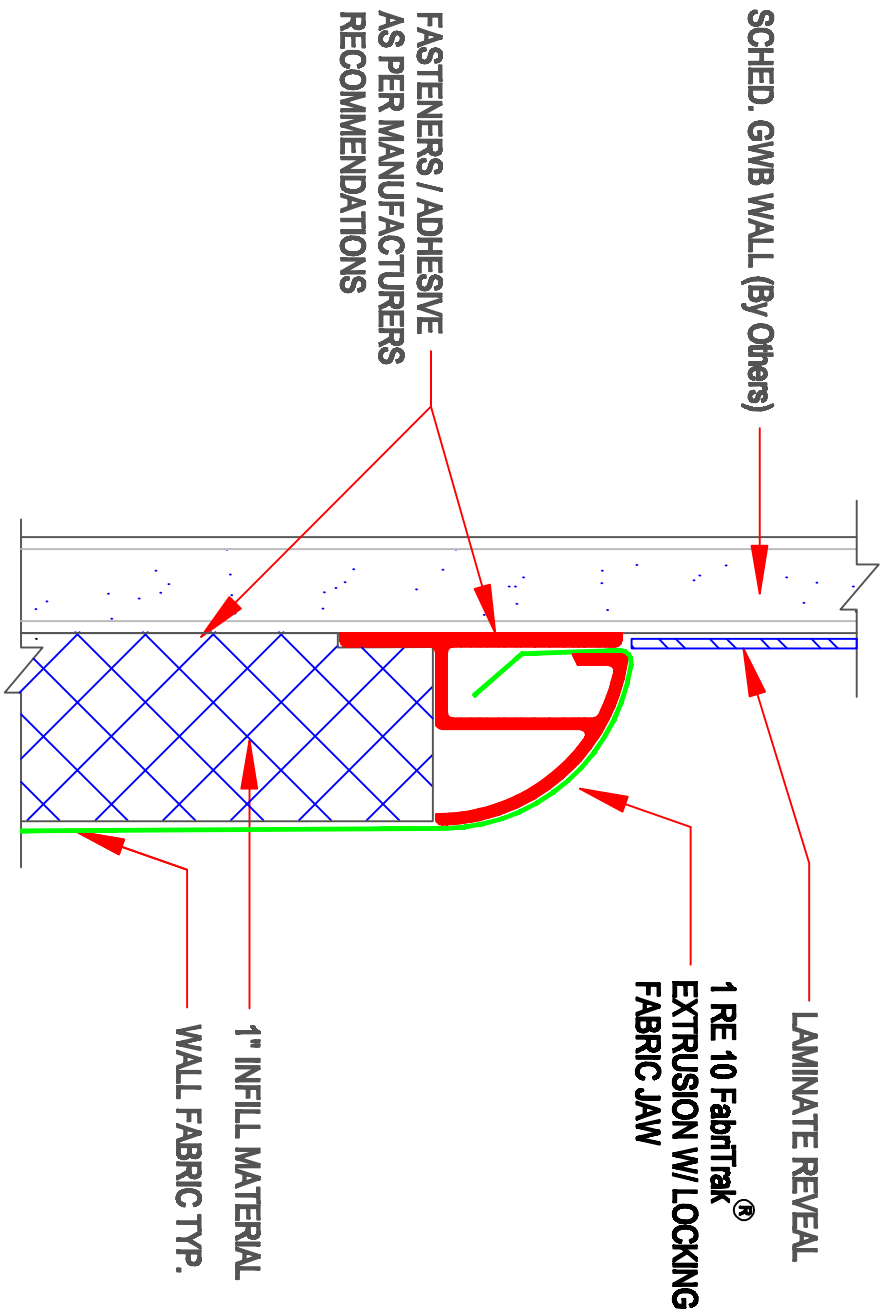 SCHED. GWB WALL (By Others)
FASTENERS / ADHESIVE
AS PER MANUFACTURERS
RECOMMENDATIONS
LAMINATE REVEAL
1 RE 10 FabriTrak®
EXTRUSION W/ LOCKING
FABRIC JAW
1" INFILL MATERIAL
WALL FABRIC TYP.